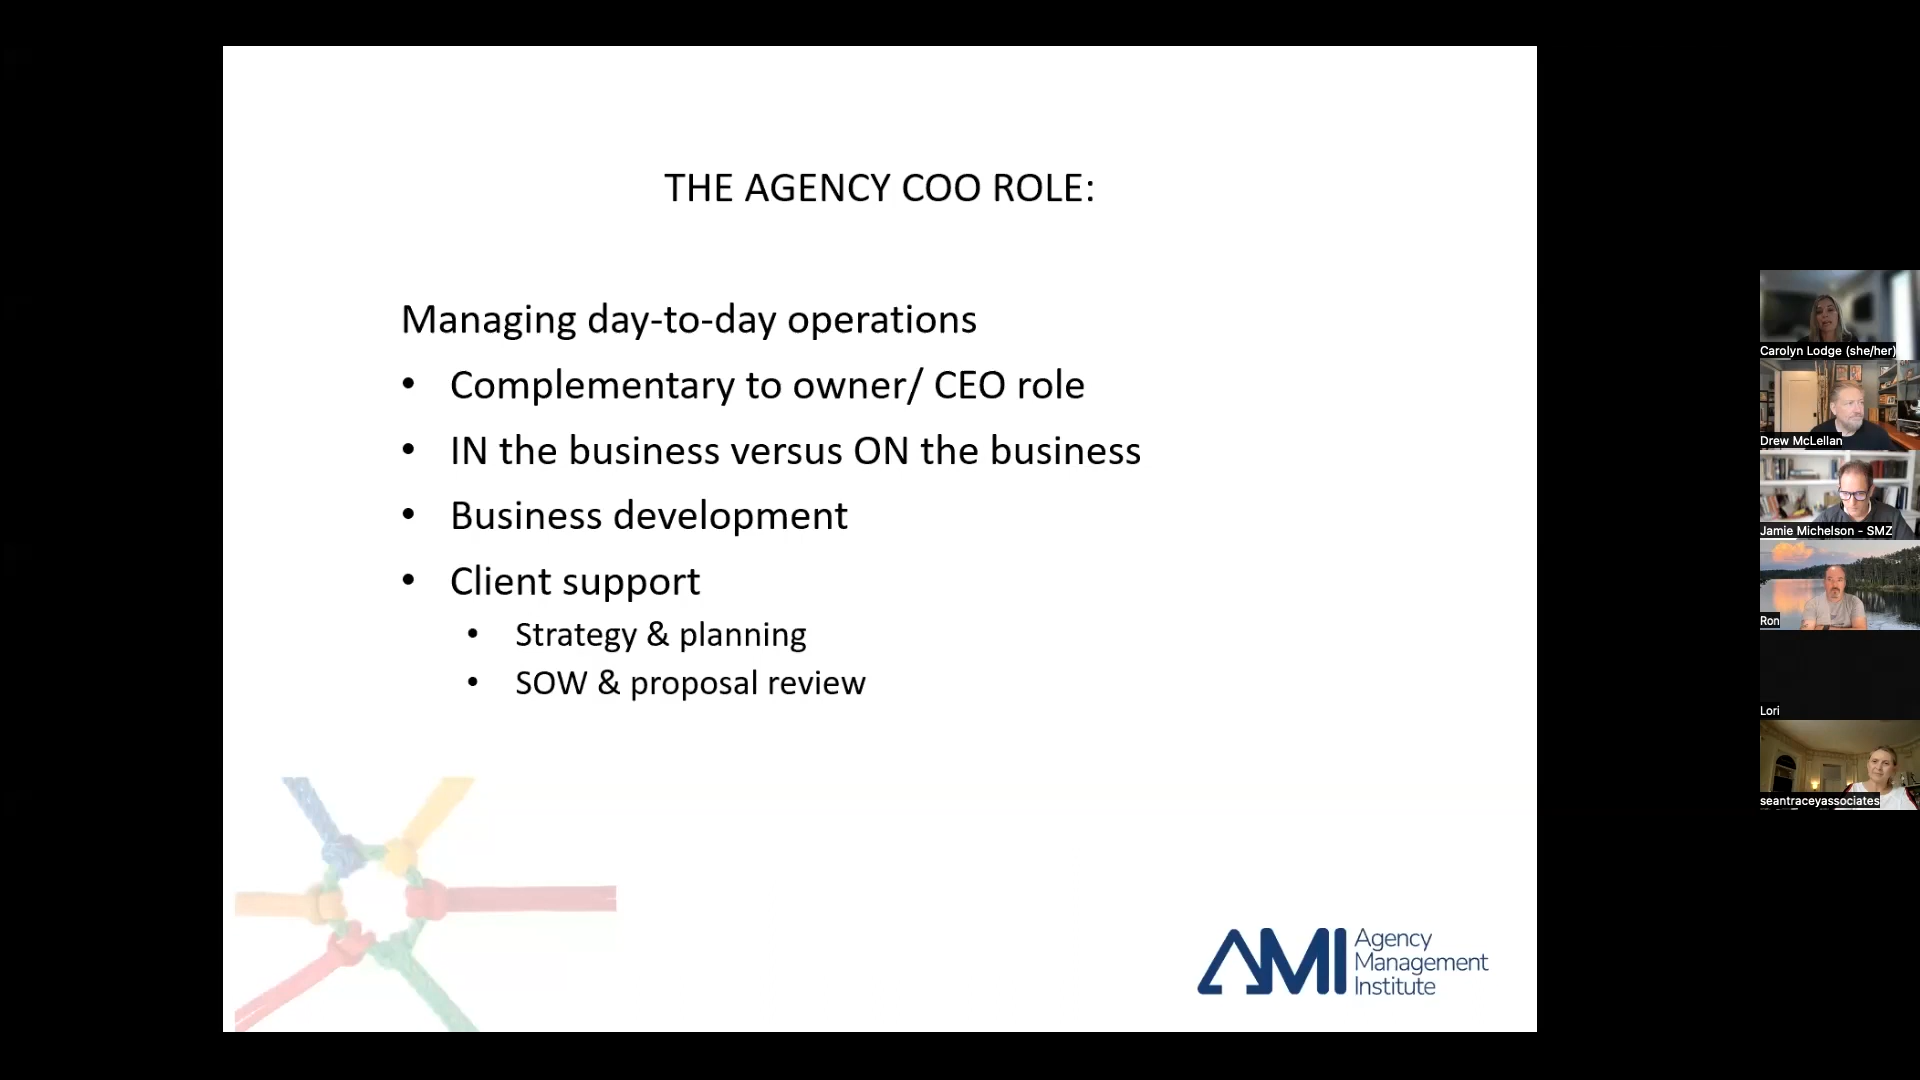 THE AGENCY COO ROLE:
Managing day-to-day operations
• Complementary to owner/ CEO role
• IN the business versus ON the business
• Business development
• Client support
• Strategy & planning
• SOW & proposal review
AMI
Agency
Management
Institute
Carolyn Lodge (she/her)
Drew McLellan
Jamie Michelson - SMZ
Ron
Lori
seantraceyassociates